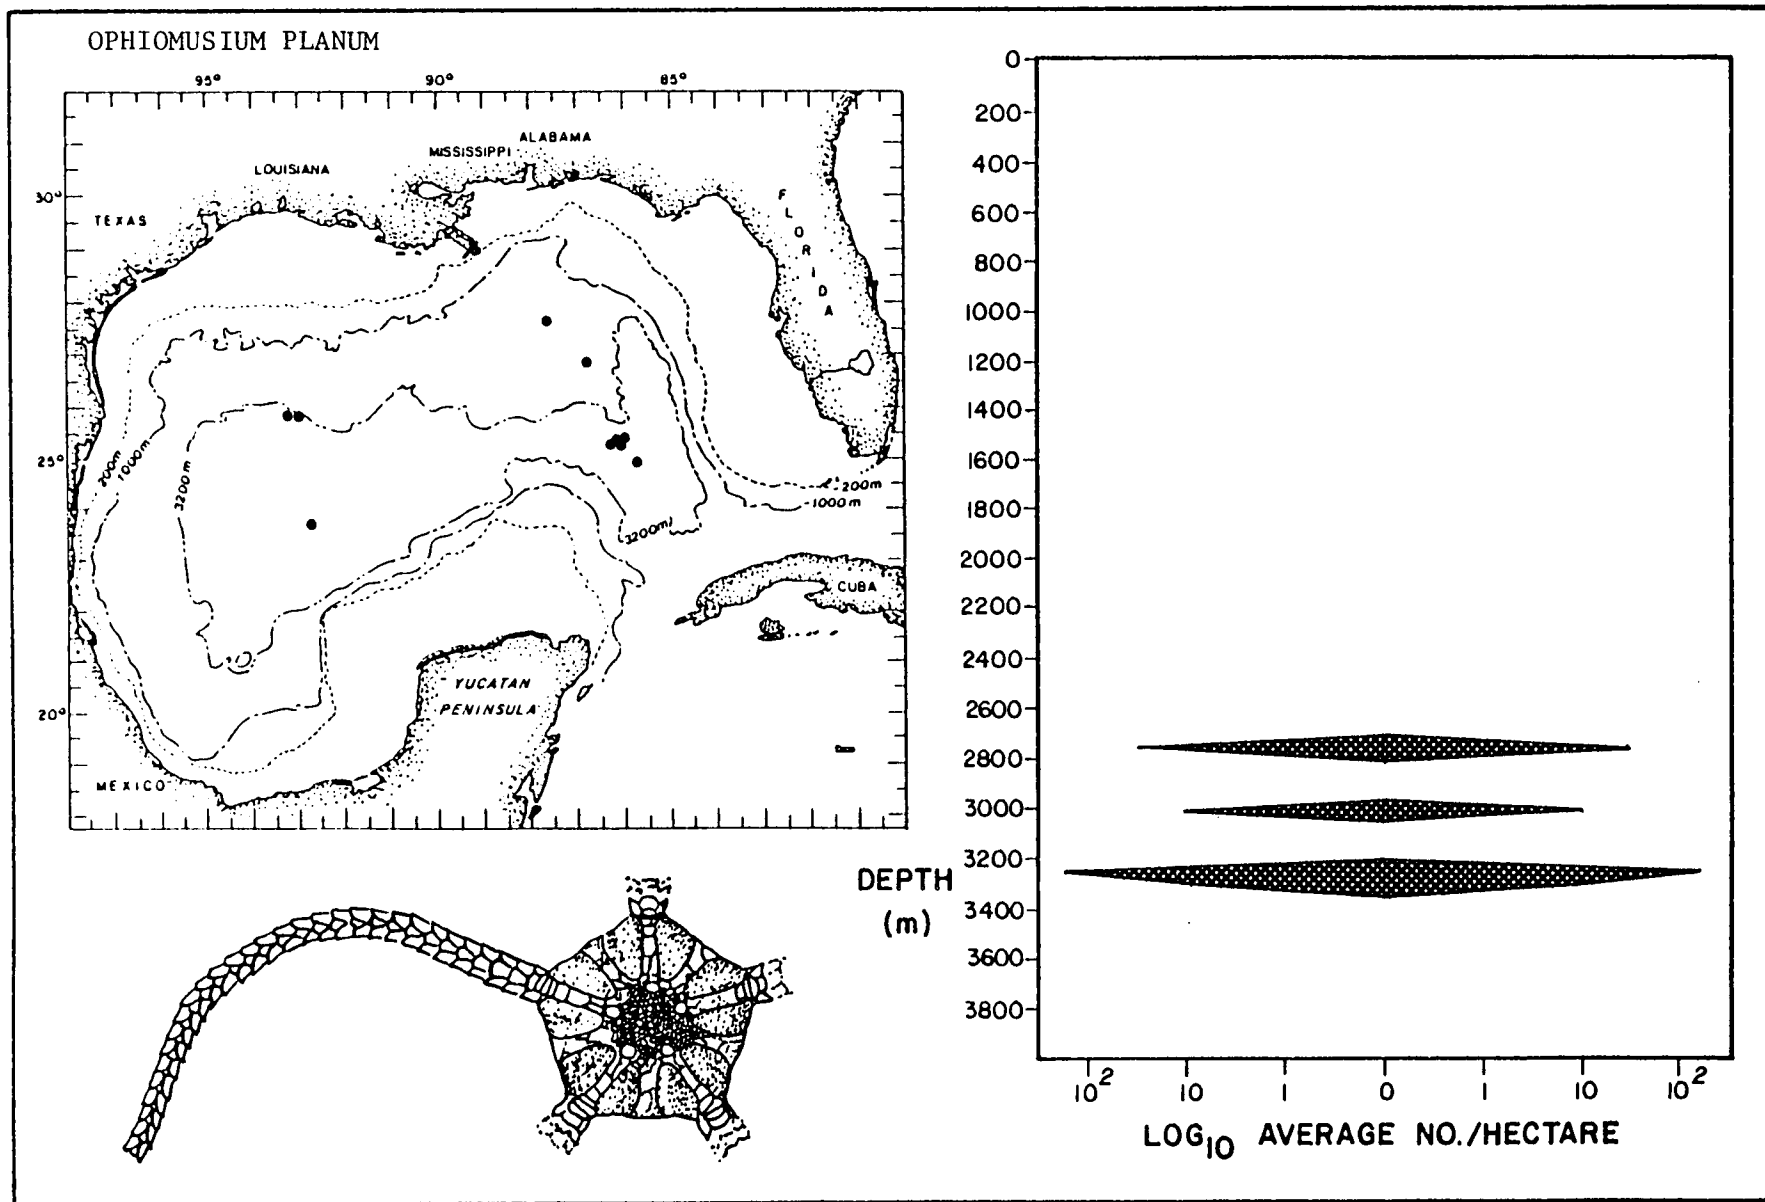 OPHIOMUSIUM PLANUM
95°
90°
85°
30°
25°
20°
TEXAS
LOUISIANA
MISSISSIPPI
ALABAMA
FLORIDA
200m
1000m
3200m
200m
1000m
3200m
CUBA
YUCATAN
PENINSULA
MEXICO
DEPTH
(m)
0
200
400
600
800
1000
1200
1400
1600
1800
2000
2200
2400
2600
2800
3000
3200
3400
3600
3800
10² 10 1 0 1 10 10²
LOG₁₀ AVERAGE NO./HECTARE